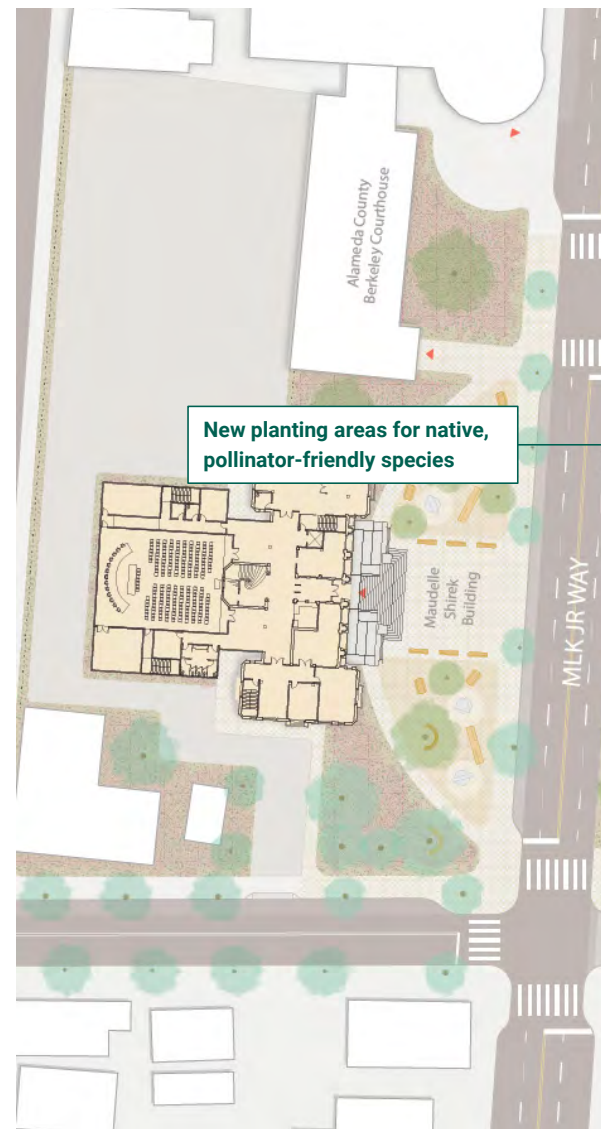 Alameda County
Berkeley Courthouse
New planting areas for native,
pollinator-friendly species
Maudelle
Shirek
Building
MLK JR WAY